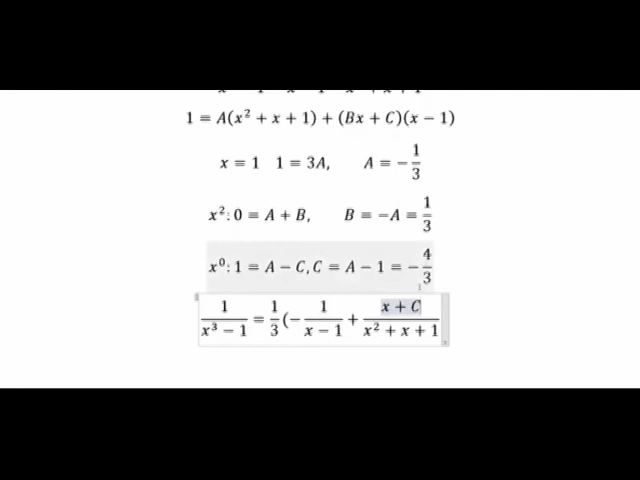 1 = A(x² + x + 1) + (Bx + C)(x − 1)
x = 1 1 = 3A, A = −1/3
x²: 0 = A + B, B = −A = 1/3
x⁰: 1 = A − C, C = A − 1 = −4/3
1/(x³ − 1) = 1/3 (− 1/(x − 1) + (x + C)/(x² + x + 1)